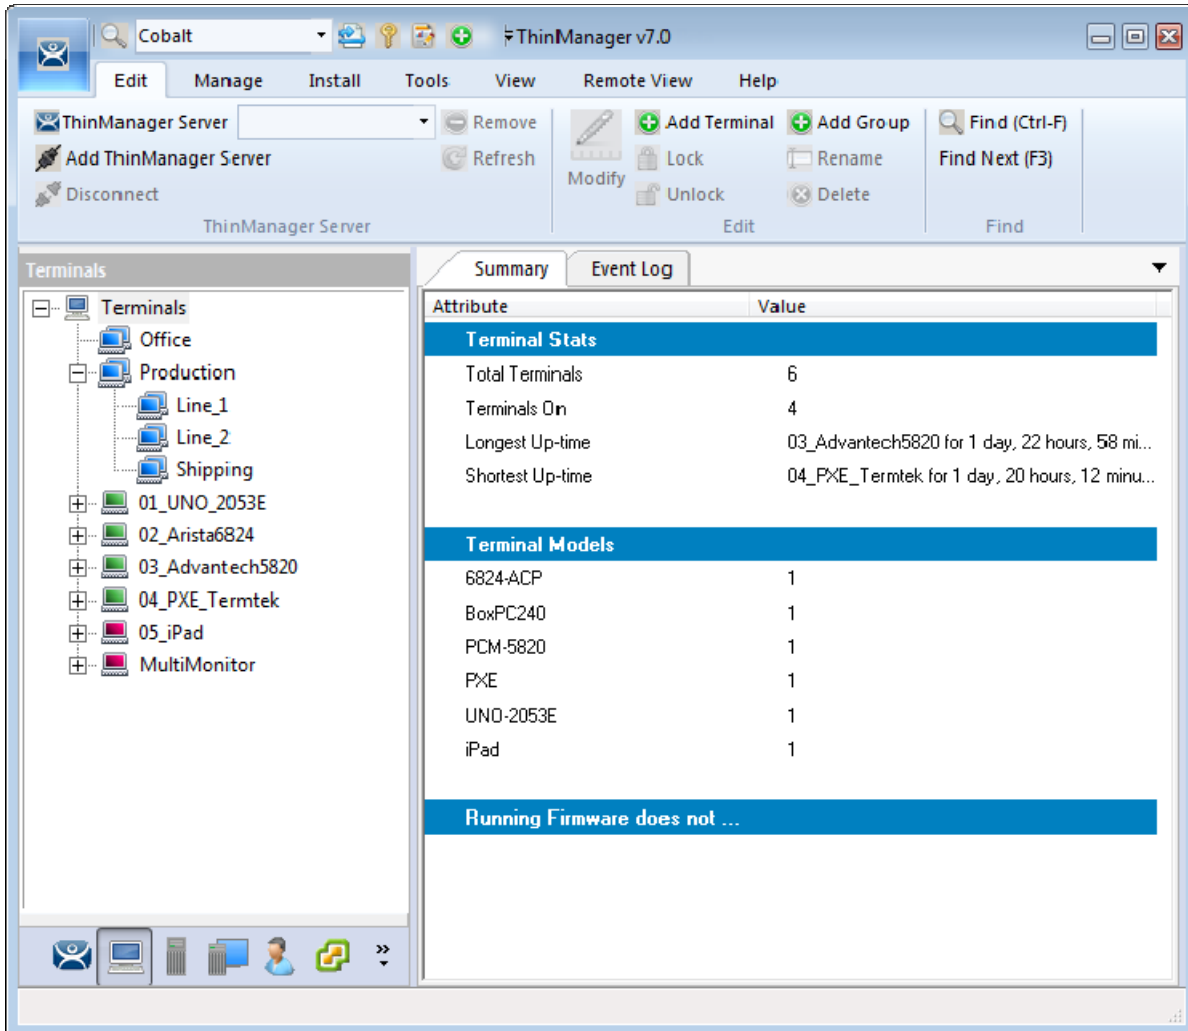 Cobalt
ThinManager v7.0
Edit Manage Install Tools View Remote View Help
ThinManager Server Remove Add Terminal Add Group Find (Ctrl-F)
Add ThinManager Server Refresh Modify Lock Rename Find Next (F3)
Disconnect Unlock Delete
ThinManager Server Edit Find
Terminals
Terminals
Office
Production
Line_1
Line_2
Shipping
01_UNO_2053E
02_Arista6824
03_Advantech5820
04_PXE_Termtek
05_iPad
MultiMonitor
Summary Event Log
Attribute Value
Terminal Stats
Total Terminals 6
Terminals On 4
Longest Up-time 03_Advantech5820 for 1 day, 22 hours, 58 mi...
Shortest Up-time 04_PXE_Termtek for 1 day, 20 hours, 12 minu...
Terminal Models
6824-ACP 1
BoxPC240 1
PCM-5820 1
PXE 1
UNO-2053E 1
iPad 1
Running Firmware does not ...